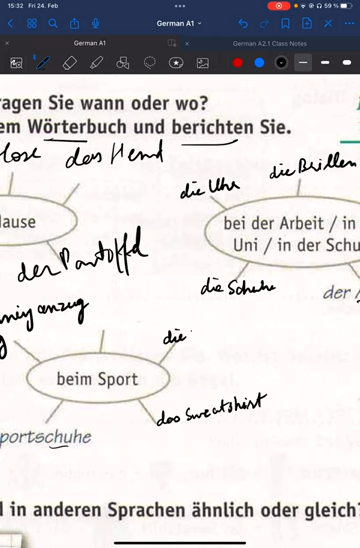 15:32 Fri 24. Feb
59 %
German A1
German A1
German A2.1 Class Notes
ragen Sie wann oder wo?
em Wörterbuch und berichten Sie.
das Hemd
die Uhr
die Brillen
ause
bei der Arbeit / in
Uni / in der Schu
der Pantoffel
die Schuhe
der
anzug
die
beim Sport
das Sweatshirt
portschuhe
d in anderen Sprachen ähnlich oder gleich?